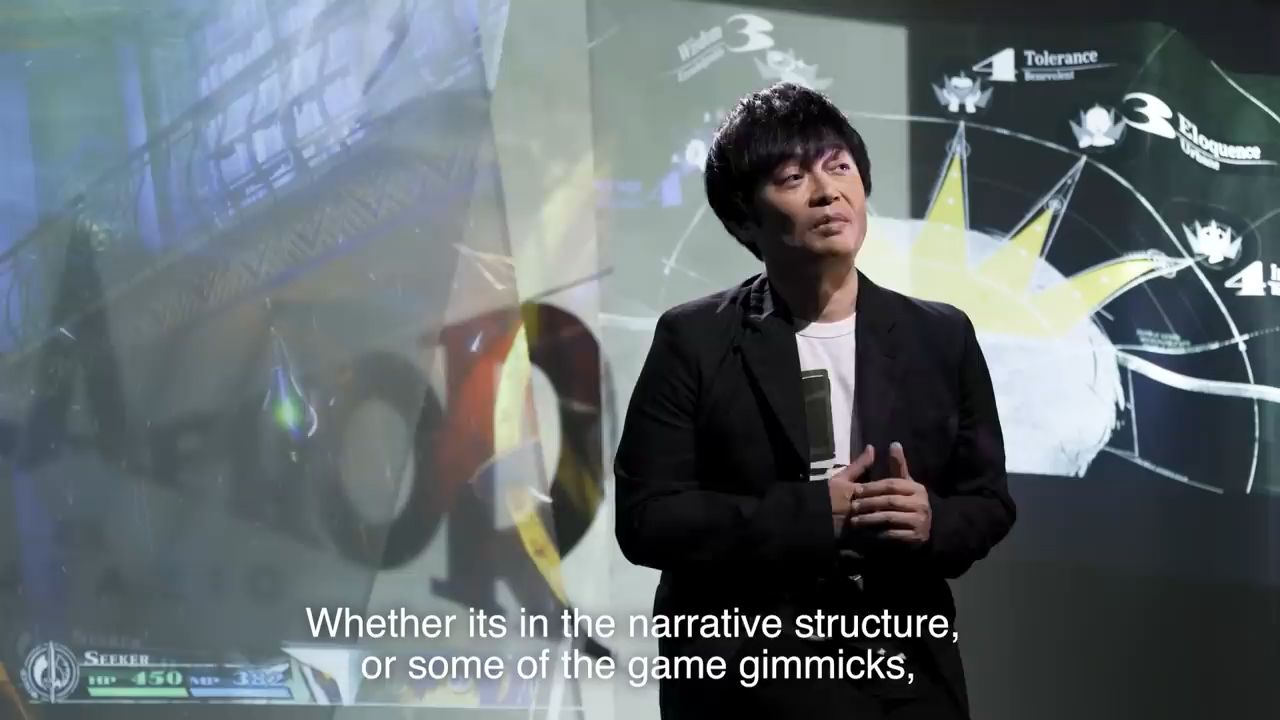 Wisdom 3
4 Tolerance
Benevolent
3 Eloquence
4
SEEKER
HP 450 MP 382
Whether its in the narrative structure,
or some of the game gimmicks,